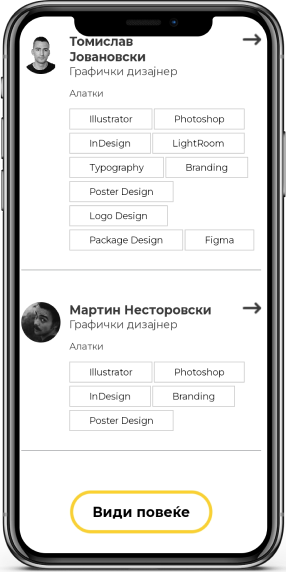 Томислав
Јовановски
Графички дизајнер
Алатки
Illustrator Photoshop
InDesign LightRoom
Typography Branding
Poster Design
Logo Design
Package Design Figma
Мартин Несторовски
Графички дизајнер
Алатки
Illustrator Photoshop
InDesign Branding
Poster Design
Види повеќе